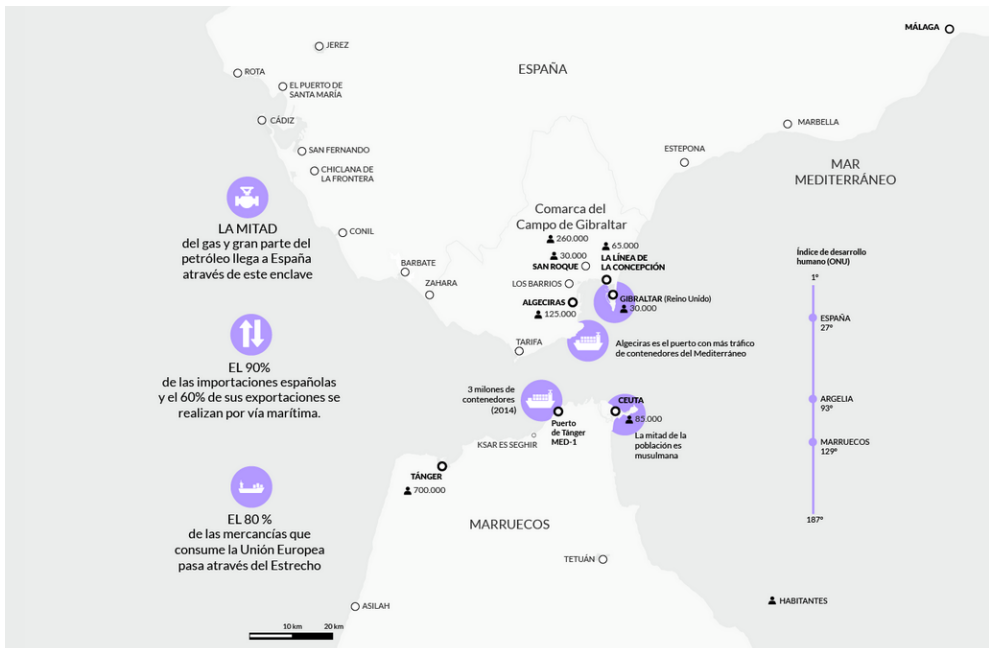 MÁLAGA
JEREZ
ESPAÑA
ROTA
EL PUERTO DE
SANTA MARÍA
CÁDIZ
MARBELLA
SAN FERNANDO
ESTEPONA
CHICLANA DE
LA FRONTERA
MAR
MEDITERRÁNEO
LA MITAD
del gas y gran parte del
petróleo llega a España
através de este enclave
CONIL
Comarca del
Campo de Gibraltar
260.000
30.000
SAN ROQUE
65.000
LA LÍNEA DE
LA CONCEPCIÓN
BARBATE
ZAHARA
LOS BARRIOS
ALGECIRAS
125.000
GIBRALTAR (Reino Unido)
30.000
TARIFA
Algeciras es el puerto con más tráfico
de contenedores del Mediterráneo
Índice de desarrollo
humano (ONU)
1º
ESPAÑA
27º
ARGELIA
93º
MARRUECOS
129º
187º
EL 90%
de las importaciones españolas
y el 60% de sus exportaciones se
realizan por vía marítima.
3 milones de
contenedores
(2014)
Puerto
de Tánger
MED-1
CEUTA
85.000
La mitad de la
población es
musulmana
KSAR ES SEGHIR
TÁNGER
700.000
EL 80 %
de las mercancías que
consume la Unión Europea
pasa através del Estrecho
MARRUECOS
TETUÁN
ASILAH
HABITANTES
10 km 20 km